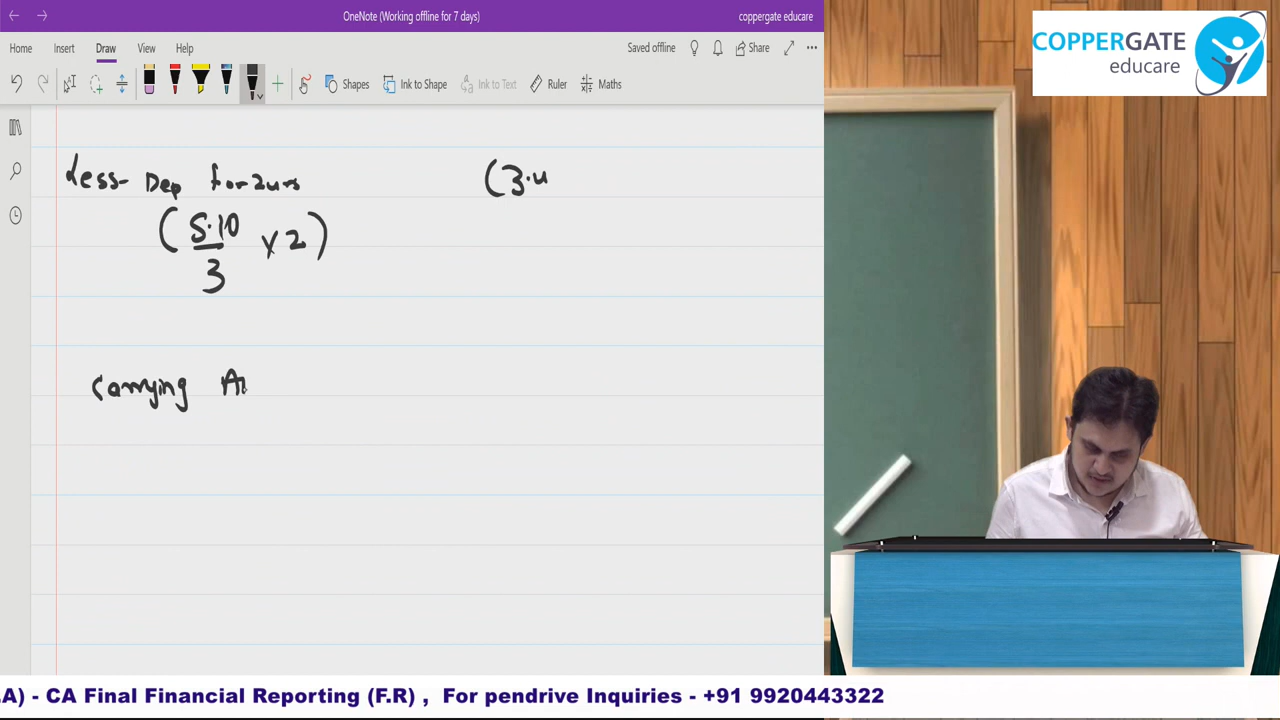 OneNote (Working offline for 7 days)
coppergate educare
Home Insert Draw View Help
Saved offline Share
Shapes Ink to Shape Ink to Text Ruler Maths
COPPERGATE
educare
Less- Dep for 2 yrs (3.4
(5.10/3 x 2)
Carrying
.A) - CA Final Financial Reporting (F.R) , For pendrive Inquiries - +91 9920443322